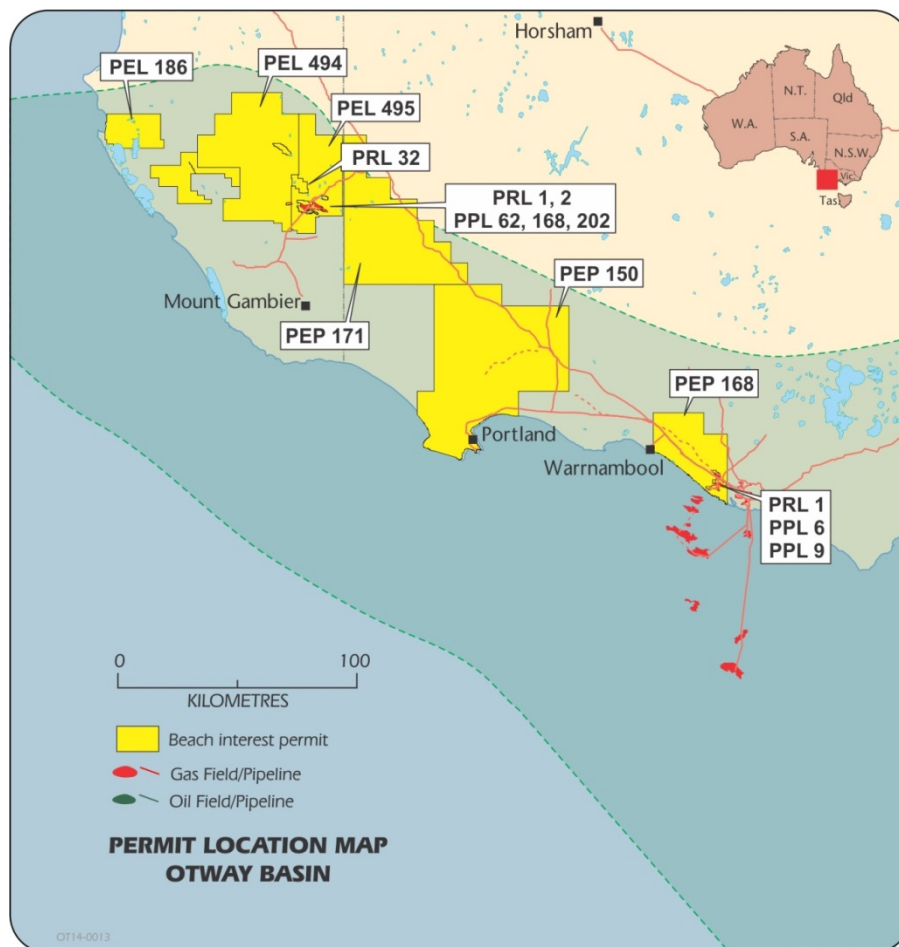 Horsham
PEL 186
PEL 494
PEL 495
PRL 32
PRL 1, 2
PPL 62, 168, 202
W.A.
N.T.
Qld
S.A.
N.S.W.
Vic.
Tas.
PEP 150
Mount Gambier
PEP 171
PEP 168
Portland
Warrnambool
PRL 1
PPL 6
PPL 9
0
100
KILOMETRES
Beach interest permit
Gas Field/Pipeline
Oil Field/Pipeline
PERMIT LOCATION MAP
OTWAY BASIN
OT14-0013